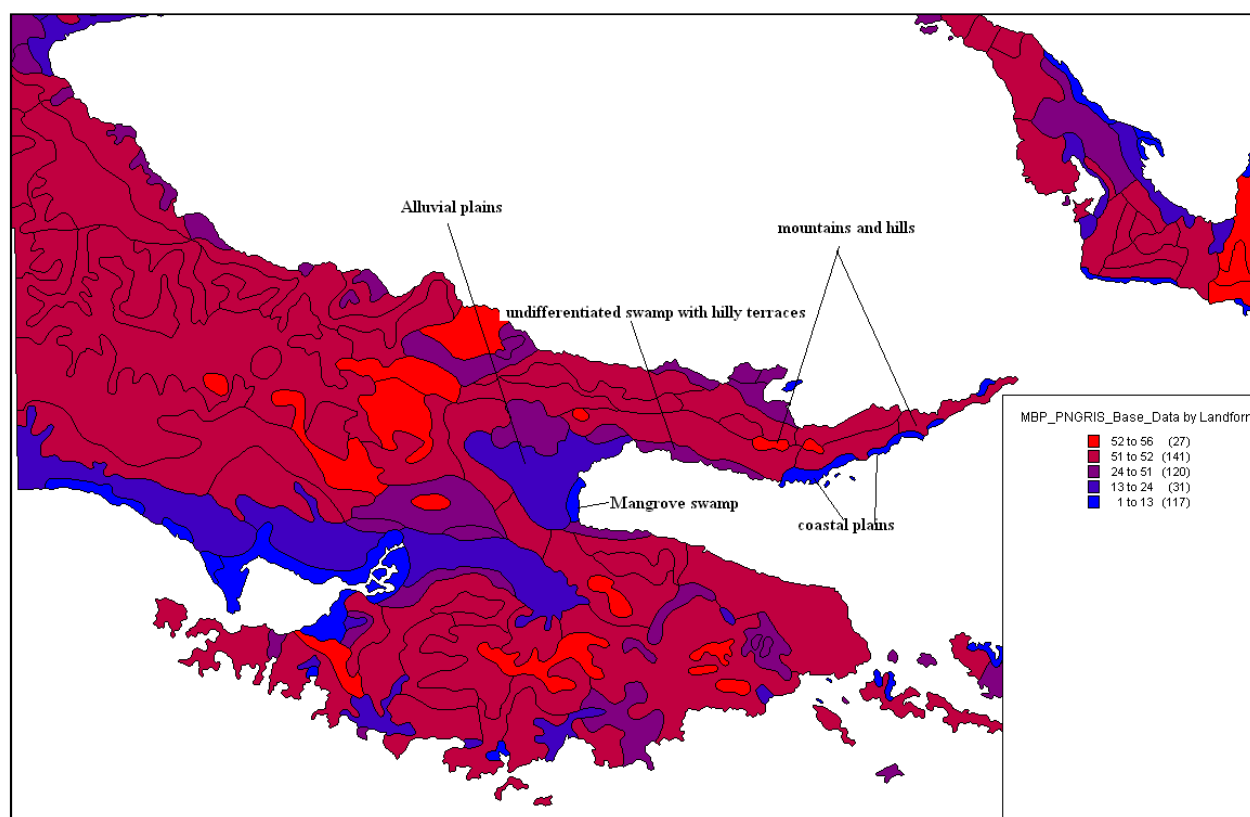 Alluvial plains
mountains and hills
undifferentiated swamp with hilly terraces
Mangrove swamp
coastal plains
MBP_PNGRIS_Base_Data by Landform
52 to 56 (27)
51 to 52 (141)
24 to 51 (120)
13 to 24 (31)
1 to 13 (117)